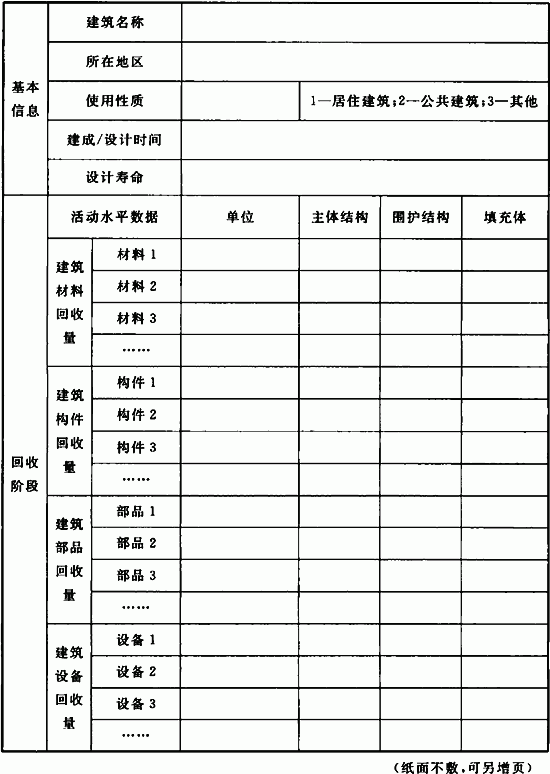 基本
信息
建筑名称
所在地区
使用性质
1—居住建筑;2—公共建筑;3—其他
建成/设计时间
设计寿命
回收
阶段
活动水平数据 单位 主体结构 围护结构 填充体
建筑
材料
回收
量
材料1
材料2
材料3
……
建筑
构件
回收
量
构件1
构件2
构件3
……
建筑
部品
回收
量
部品1
部品2
部品3
……
建筑
设备
回收
量
设备1
设备2
设备3
……
(纸面不敷,可另增页)